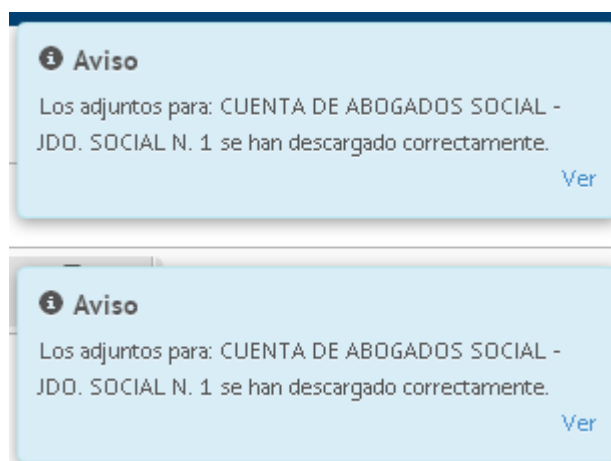 Aviso
Los adjuntos para: CUENTA DE ABOGADOS SOCIAL -
JDO. SOCIAL N. 1 se han descargado correctamente.
Ver
Aviso
Los adjuntos para: CUENTA DE ABOGADOS SOCIAL -
JDO. SOCIAL N. 1 se han descargado correctamente.
Ver